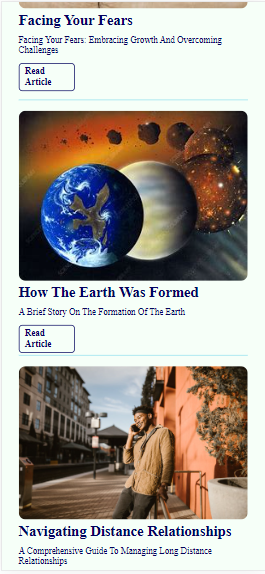 Facing Your Fears
Facing Your Fears: Embracing Growth And Overcoming
Challenges
Read
Article
How The Earth Was Formed
A Brief Story On The Formation Of The Earth
Read
Article
Navigating Distance Relationships
A Comprehensive Guide To Managing Long Distance
Relationships